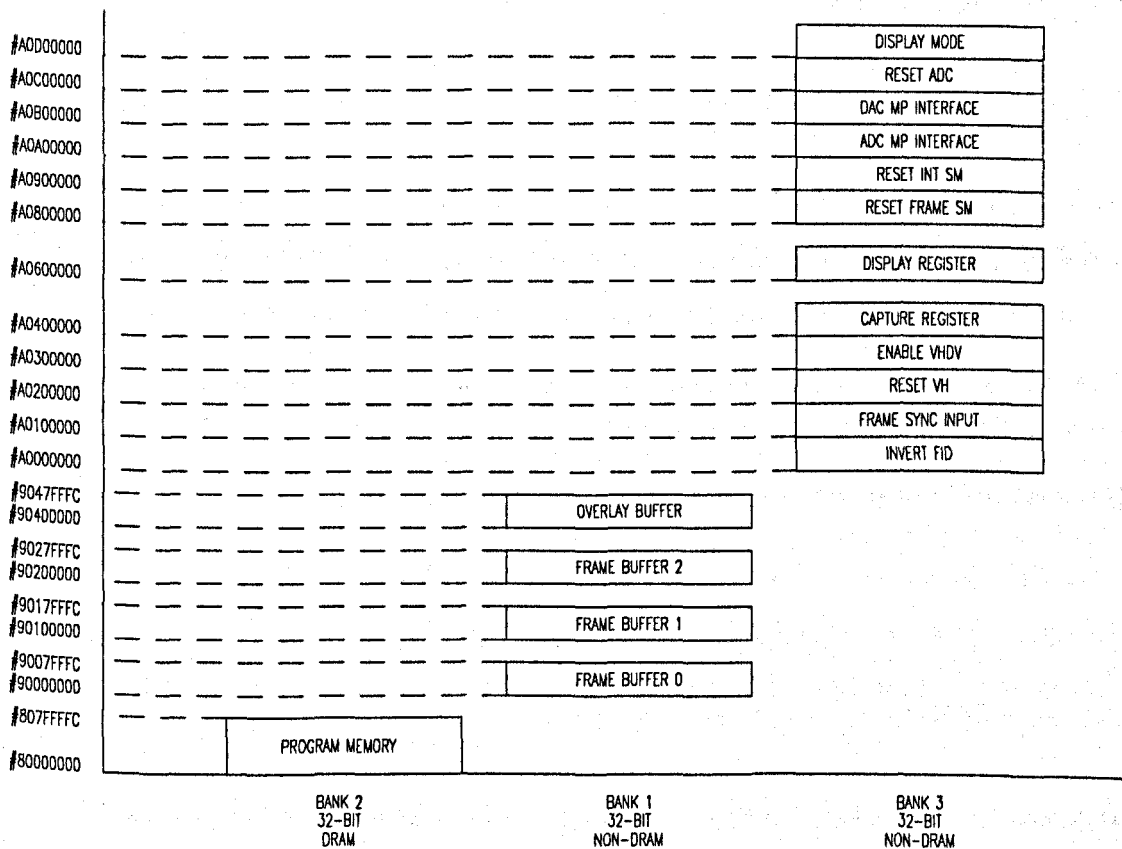 #A0D00000 DISPLAY MODE
#A0C00000 RESET ADC
#A0B00000 DAC MP INTERFACE
#A0A00000 ADC MP INTERFACE
#A0900000 RESET INT SM
#A0800000 RESET FRAME SM
#A0600000 DISPLAY REGISTER
#A0400000 CAPTURE REGISTER
#A0300000 ENABLE VHDV
#A0200000 RESET VH
#A0100000 FRAME SYNC INPUT
#A0000000 INVERT FID
#9047FFFC
#90400000 OVERLAY BUFFER
#9027FFFC
#90200000 FRAME BUFFER 2
#9017FFFC
#90100000 FRAME BUFFER 1
#9007FFFC
#90000000 FRAME BUFFER 0
#807FFFFC
PROGRAM MEMORY
#80000000
BANK 2
32-BIT
DRAM
BANK 1
32-BIT
NON-DRAM
BANK 3
32-BIT
NON-DRAM